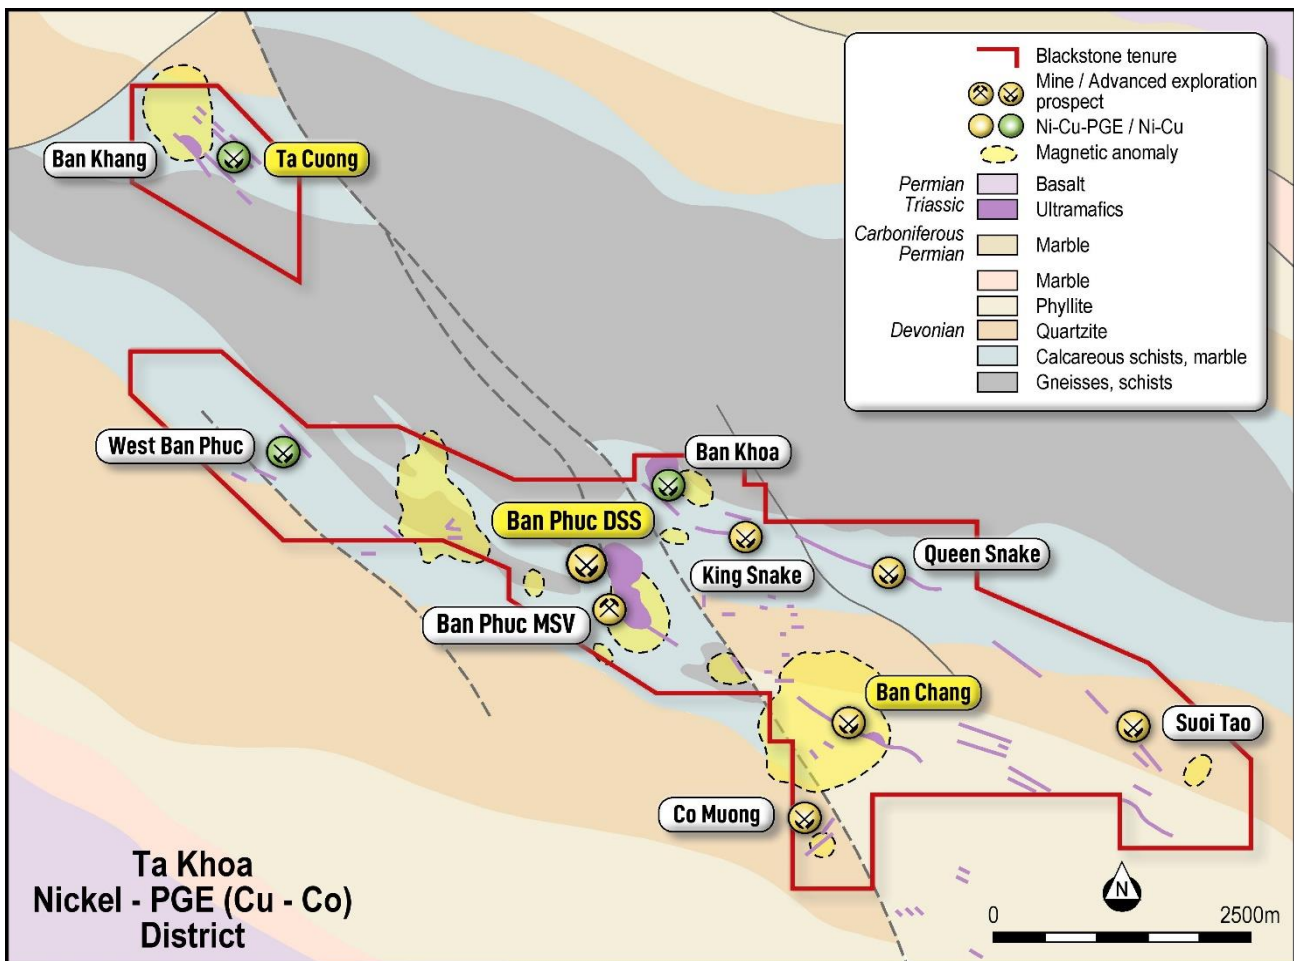 Blackstone tenure
Mine / Advanced exploration
prospect
Ni-Cu-PGE / Ni-Cu
Magnetic anomaly
Permian
Triassic
Basalt
Ultramafics
Carboniferous
Permian
Marble
Marble
Phyllite
Devonian
Quartzite
Calcareous schists, marble
Gneisses, schists
Ban Khang
Ta Cuong
West Ban Phuc
Ban Khoa
Ban Phuc DSS
Queen Snake
King Snake
Ban Phuc MSV
Ban Chang
Suoi Tao
Co Muong
Ta Khoa
Nickel - PGE (Cu - Co)
District
N
0 2500m